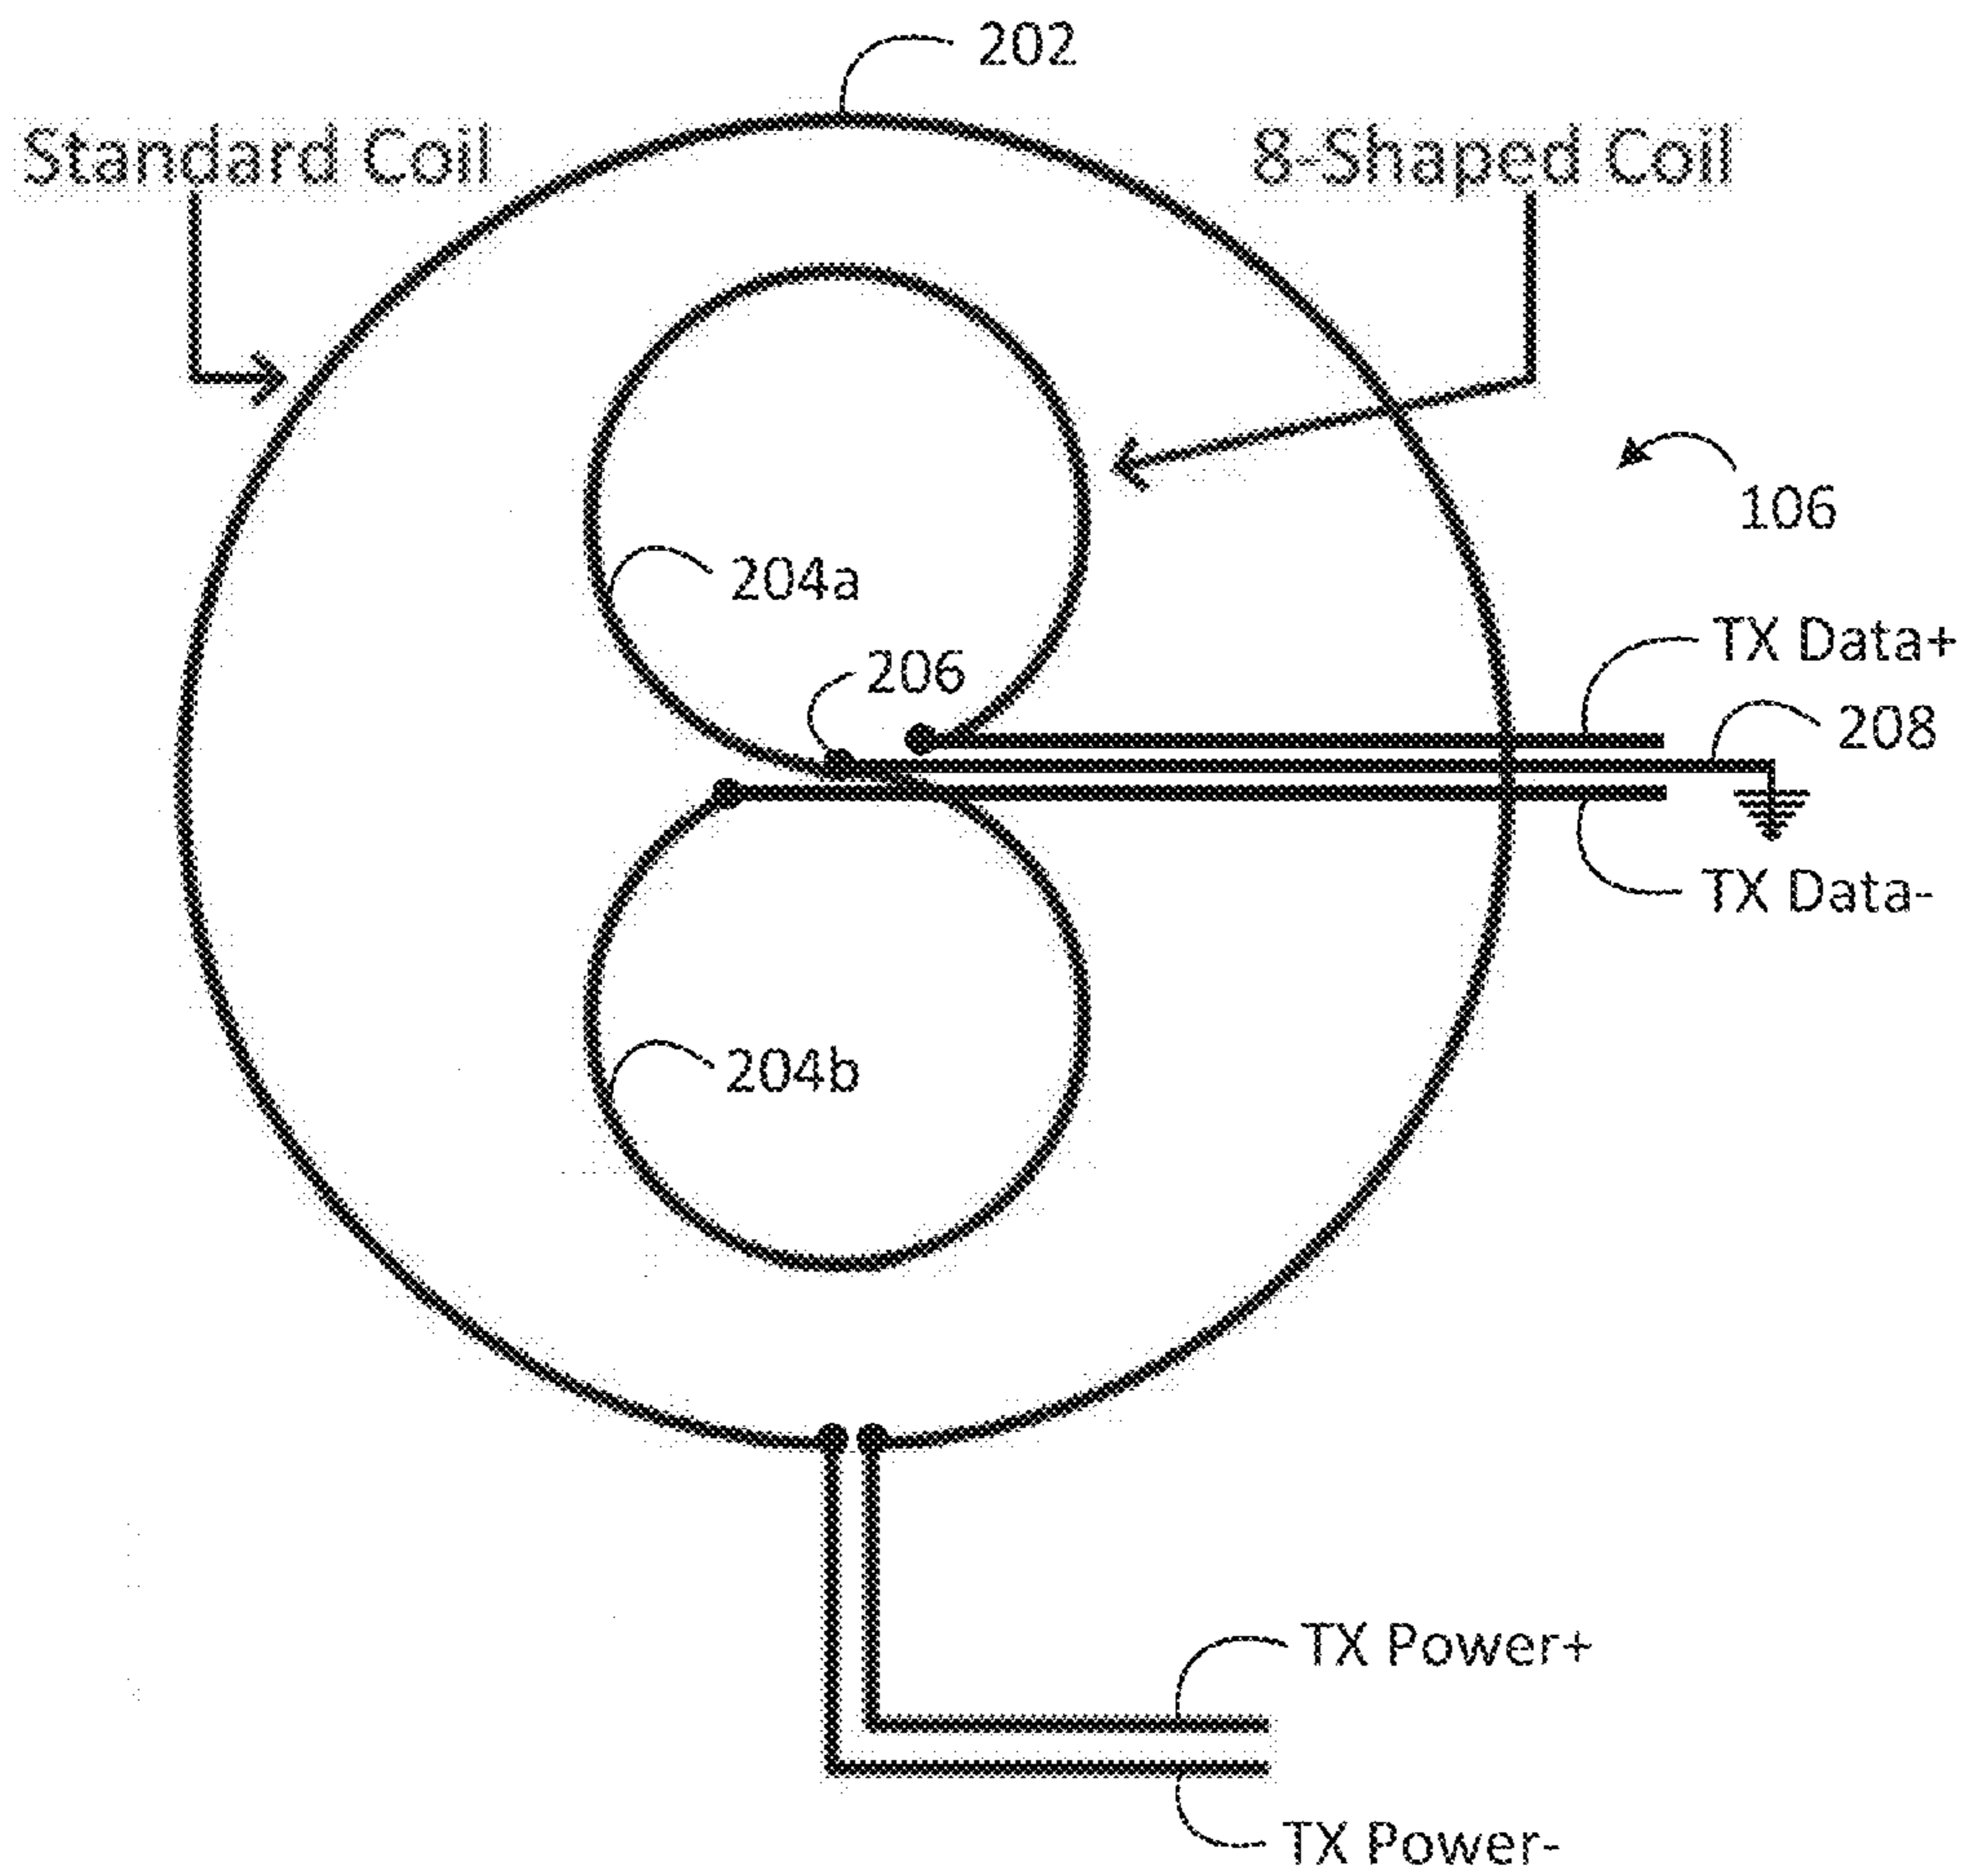 202
Standard Coil
8-Shaped Coil
106
204a
TX Data+
206
208
TX Data-
204b
TX Power+
TX Power-